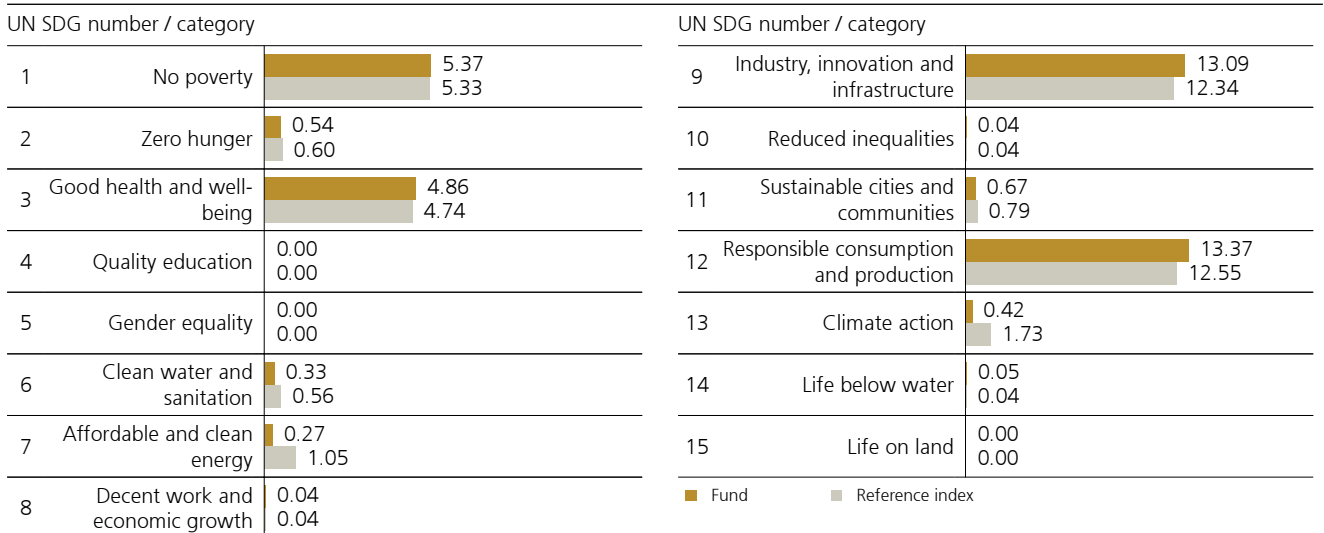 UN SDG number / category
1 No poverty 5.37
5.33
2 Zero hunger 0.54
0.60
3 Good health and well-
being 4.86
4.74
4 Quality education 0.00
0.00
5 Gender equality 0.00
0.00
6 Clean water and
sanitation 0.33
0.56
7 Affordable and clean
energy 0.27
1.05
8 Decent work and
economic growth 0.04
0.04
UN SDG number / category
9 Industry, innovation and
infrastructure 13.09
12.34
10 Reduced inequalities 0.04
0.04
11 Sustainable cities and
communities 0.67
0.79
12 Responsible consumption
and production 13.37
12.55
13 Climate action 0.42
1.73
14 Life below water 0.05
0.04
15 Life on land 0.00
0.00
Fund Reference index